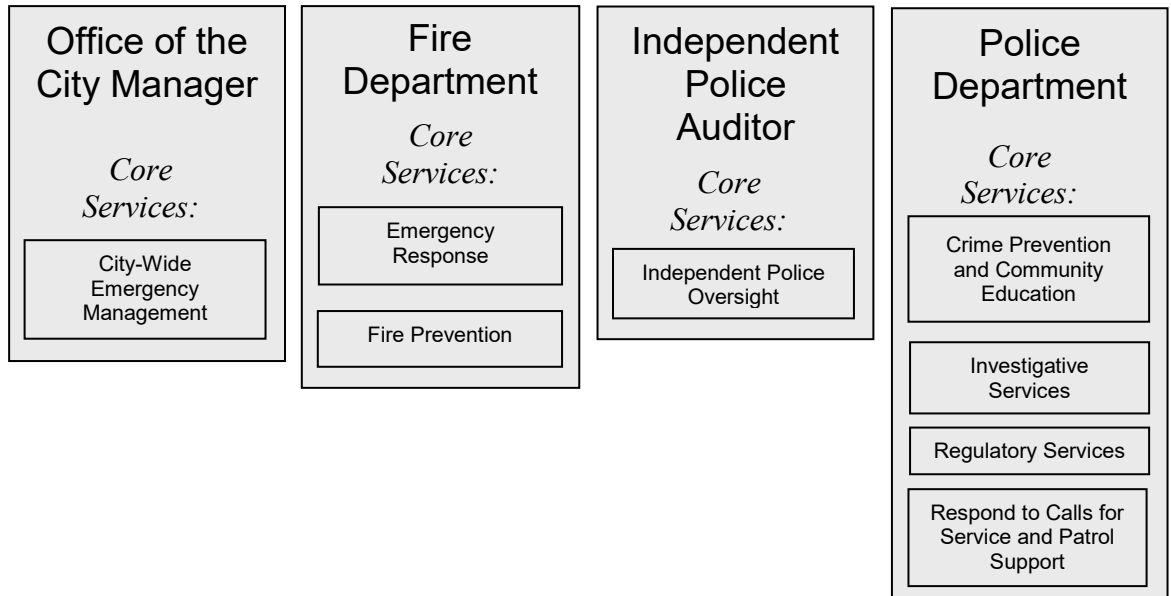 Office of the
City Manager
Core
Services:
City-Wide
Emergency
Management
Fire
Department
Core
Services:
Emergency
Response
Fire Prevention
Independent
Police
Auditor
Core
Services:
Independent Police
Oversight
Police
Department
Core
Services:
Crime Prevention
and Community
Education
Investigative
Services
Regulatory Services
Respond to Calls for
Service and Patrol
Support